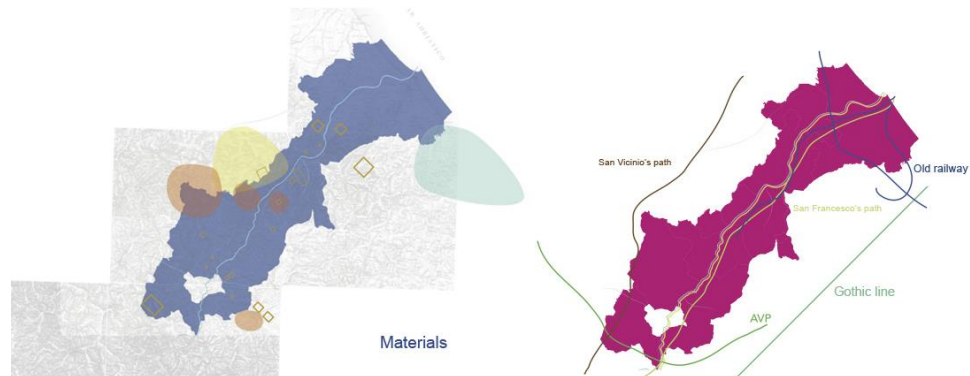 San Vicinio's path
Old railway
San Francesco's path
Gothic line
AVP
Materials